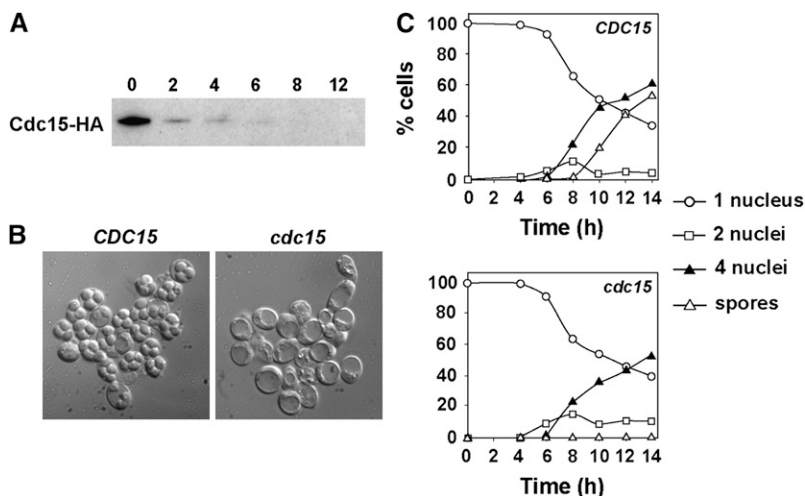 A
0 2 4 6 8 12
Cdc15-HA
B
CDC15 cdc15
C
CDC15
% cells
100
80
60
40
20
0
0 2 4 6 8 10 12 14
Time (h)
1 nucleus
2 nuclei
4 nuclei
spores
cdc15
100
80
60
40
20
0
0 2 4 6 8 10 12 14
Time (h)